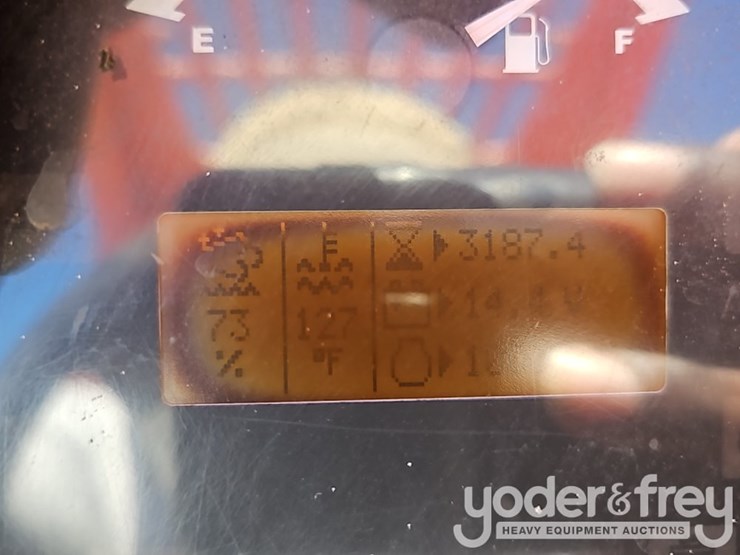 E F
3187.4
73 127
% °F
yoder&frey
HEAVY EQUIPMENT AUCTIONS